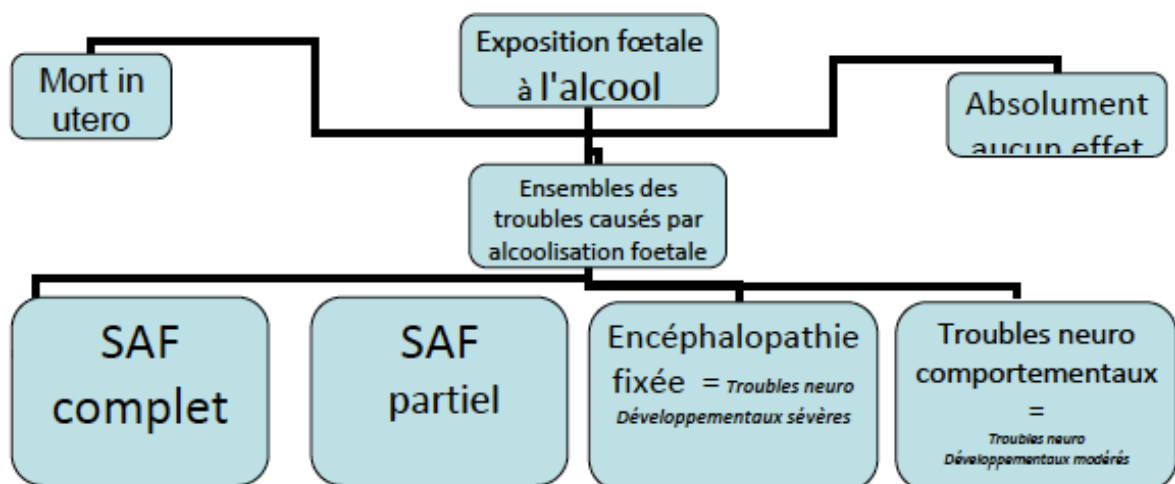 Exposition fœtale
à l'alcool
Mort in
utero
Absolument
aucun effet
Ensembles des
troubles causés par
alcoolisation foetale
SAF
complet
SAF
partiel
Encéphalopathie
fixée = Troubles neuro
Développementaux sévères
Troubles neuro
comportementaux
=
Troubles neuro
Développementaux modérés